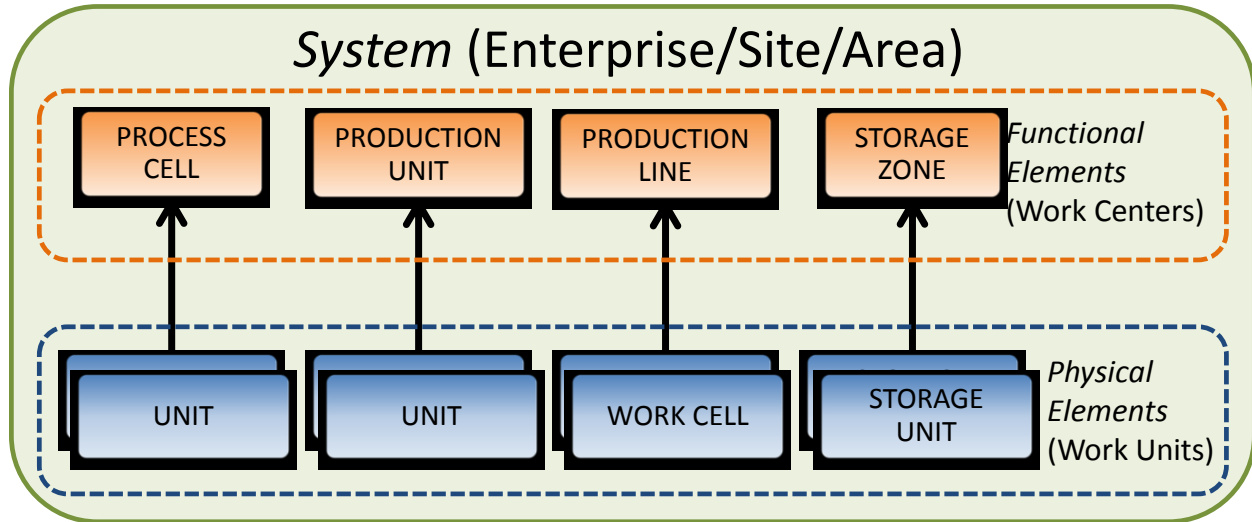 System (Enterprise/Site/Area)
PROCESS
CELL
PRODUCTION
UNIT
PRODUCTION
LINE
STORAGE
ZONE
Functional
Elements
(Work Centers)
UNIT
UNIT
WORK CELL
STORAGE
UNIT
Physical
Elements
(Work Units)